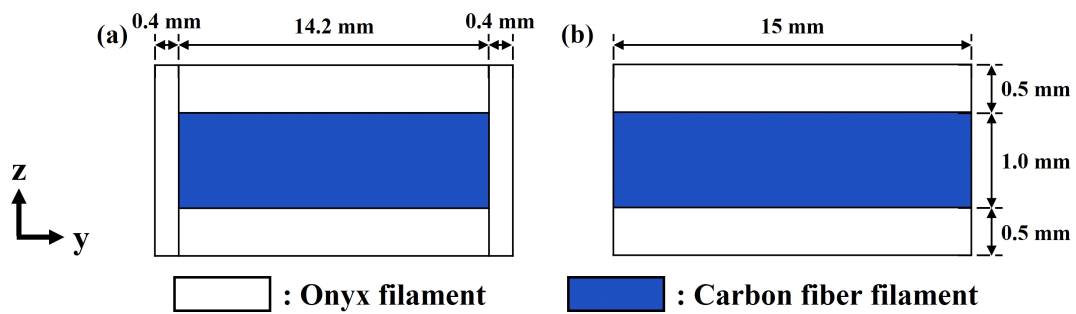 0.4 mm
14.2 mm
0.4 mm
(a)
(b)
15 mm
0.5 mm
1.0 mm
0.5 mm
z
y
: Onyx filament
: Carbon fiber filament